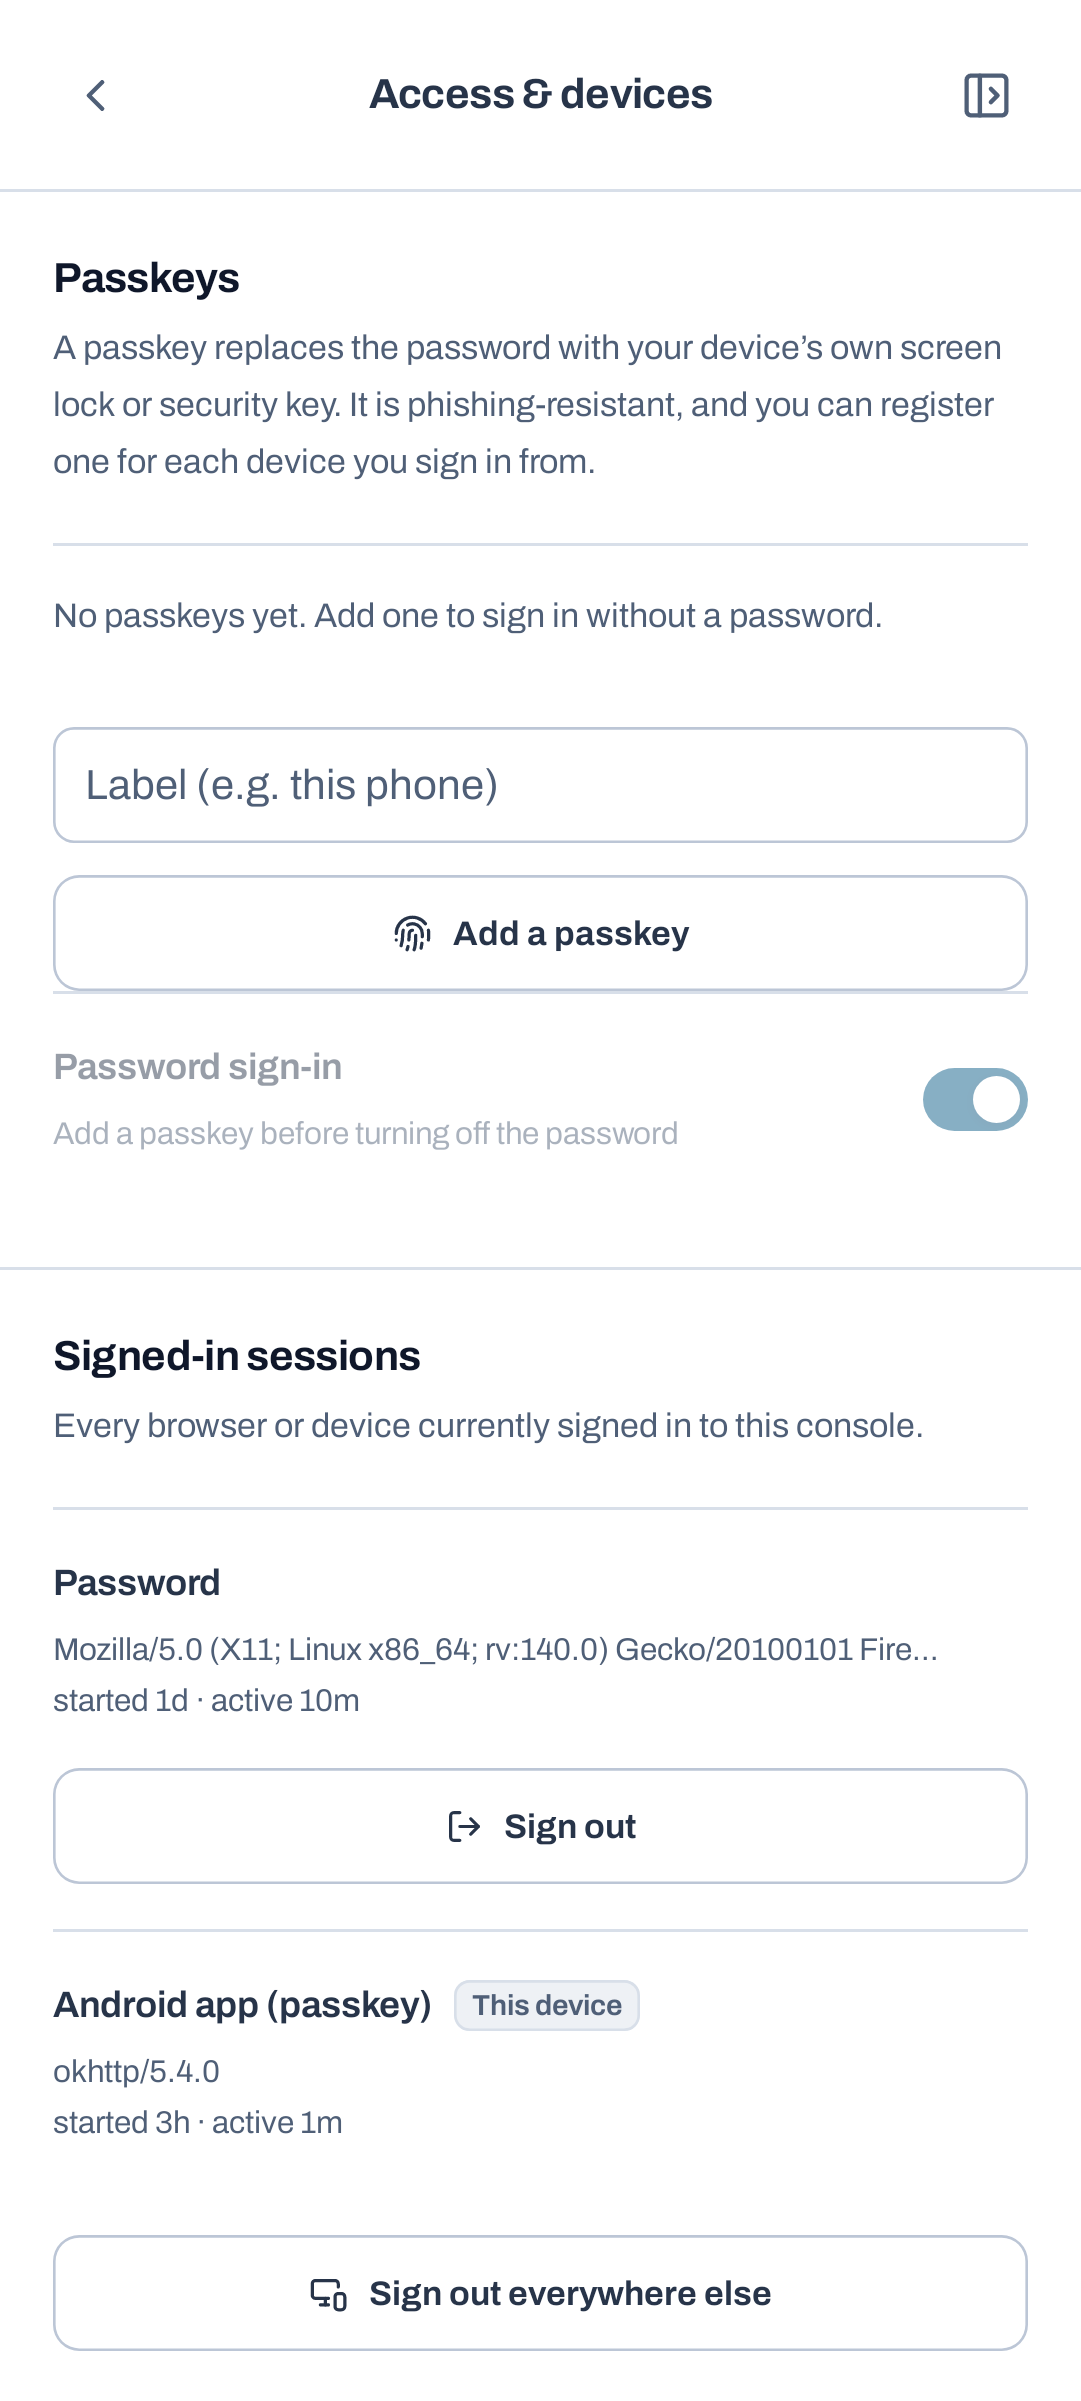 Access & devices
Passkeys
A passkey replaces the password with your device’s own screen
lock or security key. It is phishing-resistant, and you can register
one for each device you sign in from.
No passkeys yet. Add one to sign in without a password.
Label (e.g. this phone)
Add a passkey
Password sign-in
Add a passkey before turning off the password
Signed-in sessions
Every browser or device currently signed in to this console.
Password
Mozilla/5.0 (X11; Linux x86_64; rv:140.0) Gecko/20100101 Fire…
started 1d · active 10m
Sign out
Android app (passkey) This device
okhttp/5.4.0
started 3h · active 1m
Sign out everywhere else